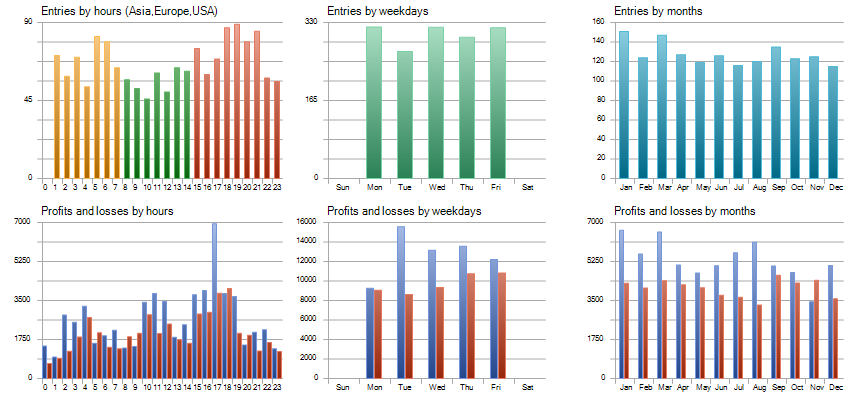 Entries by hours (Asia,Europe,USA)
90
45
0
0 1 2 3 4 5 6 7 8 9 10 11 12 13 14 15 16 17 18 19 20 21 22 23
Entries by weekdays
330
165
0
Sun Mon Tue Wed Thu Fri Sat
Entries by months
160
140
120
100
80
60
40
20
0
Jan Feb Mar Apr May Jun Jul Aug Sep Oct Nov Dec
Profits and losses by hours
7000
5250
3500
1750
0
0 1 2 3 4 5 6 7 8 9 10 11 12 13 14 15 16 17 18 19 20 21 22 23
Profits and losses by weekdays
16000
14000
12000
10000
8000
6000
4000
2000
0
Sun Mon Tue Wed Thu Fri Sat
Profits and losses by months
7000
5250
3500
1750
0
Jan Feb Mar Apr May Jun Jul Aug Sep Oct Nov Dec